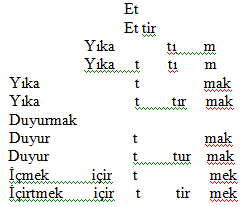 Et
Et tir
Yıka tı m
Yıka t tı m
Yıka t mak
Yıka t tır mak
Duyurmak
Duyur t mak
Duyur t tur mak
İçmek içir t mek
İçirtmek içir t tir mek